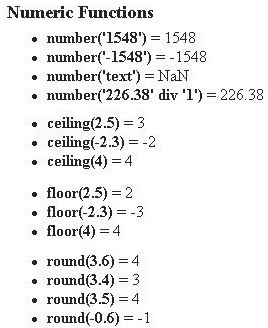 Numeric Functions
number('1548') = 1548
number('-1548') = -1548
number('text') = NaN
number('226.38' div '1') = 226.38
ceiling(2.5) = 3
ceiling(-2.3) = -2
ceiling(4) = 4
floor(2.5) = 2
floor(-2.3) = -3
floor(4) = 4
round(3.6) = 4
round(3.4) = 3
round(3.5) = 4
round(-0.6) = -1